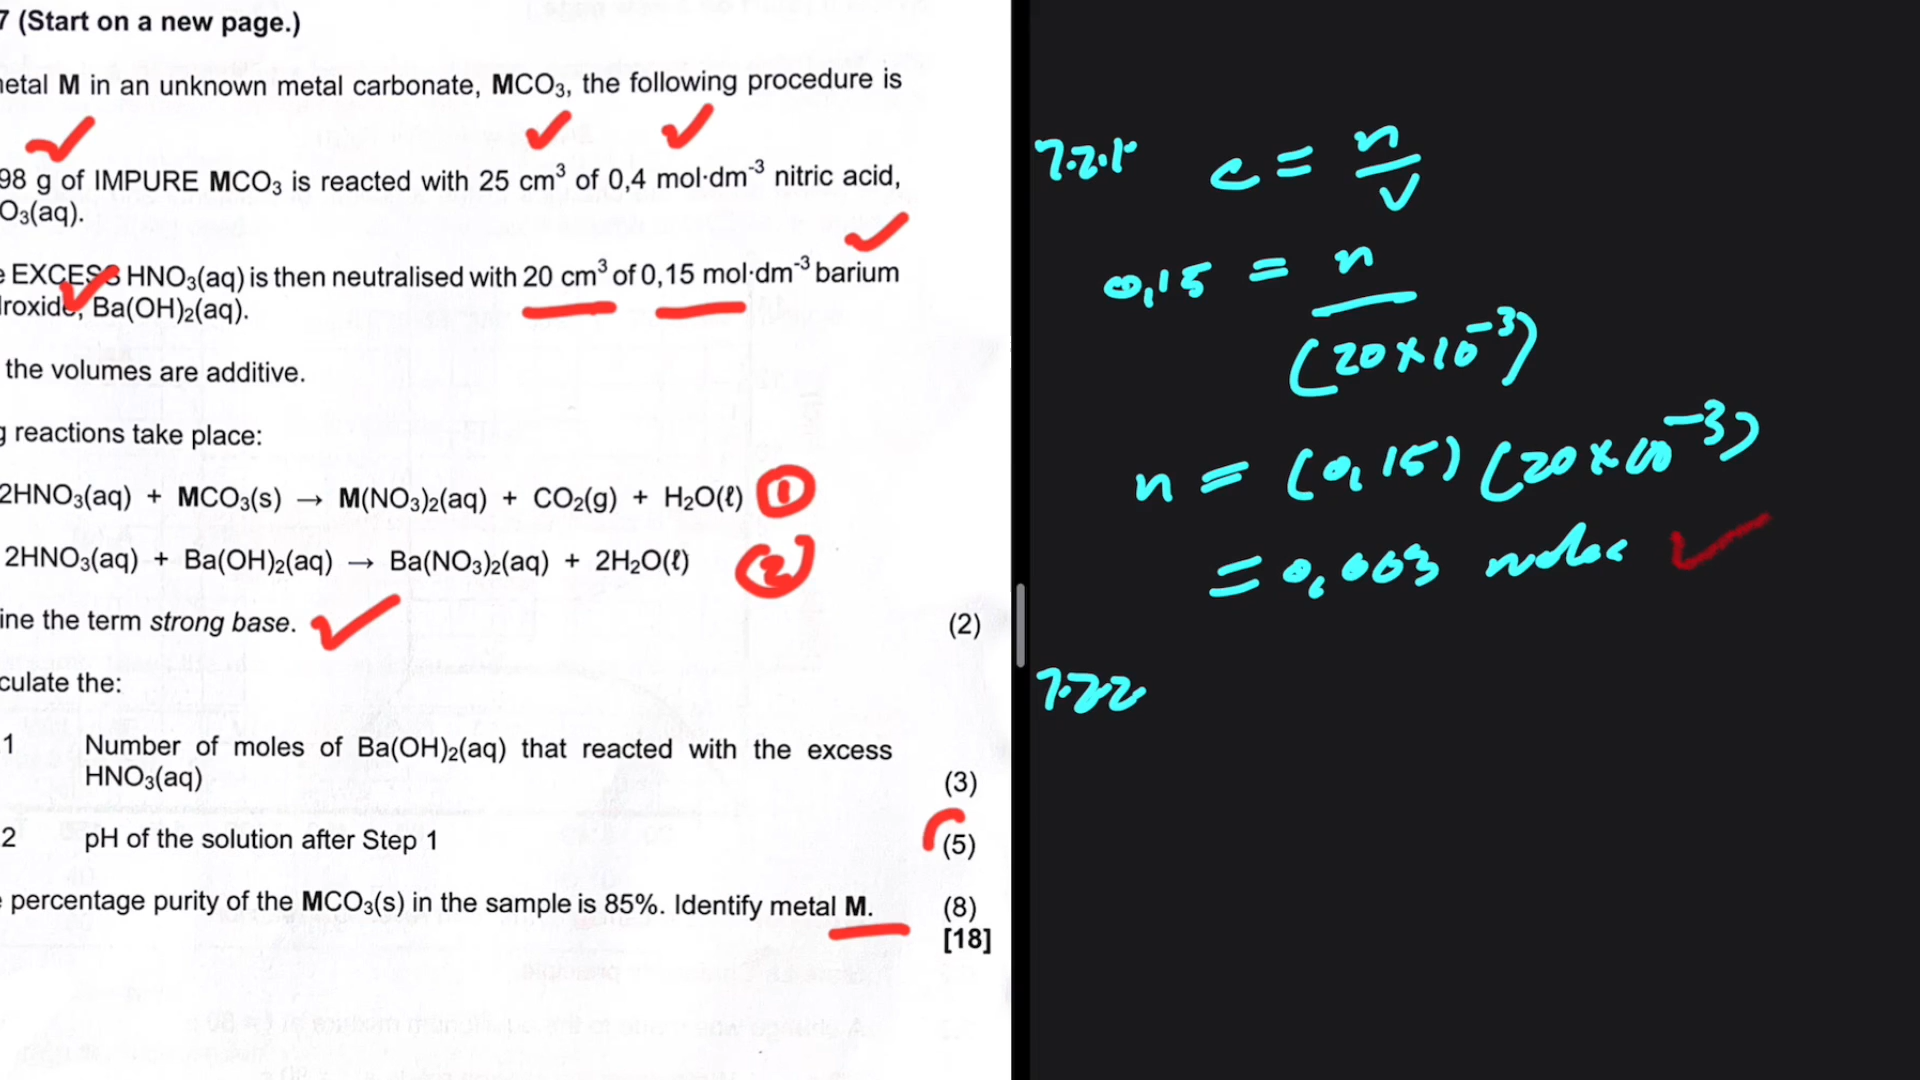 7 (Start on a new page.)
etal M in an unknown metal carbonate, MCO₃, the following procedure is
98 g of IMPURE MCO₃ is reacted with 25 cm³ of 0,4 mol·dm⁻³ nitric acid,
O₃(aq).
e EXCESS HNO₃(aq) is then neutralised with 20 cm³ of 0,15 mol·dm⁻³ barium
droxide, Ba(OH)₂(aq).
the volumes are additive.
g reactions take place:
2HNO₃(aq) + MCO₃(s) → M(NO₃)₂(aq) + CO₂(g) + H₂O(ℓ) ①
2HNO₃(aq) + Ba(OH)₂(aq) → Ba(NO₃)₂(aq) + 2H₂O(ℓ) ②
ine the term strong base. (2)
culate the:
.1 Number of moles of Ba(OH)₂(aq) that reacted with the excess
HNO₃(aq) (3)
2 pH of the solution after Step 1 (5)
e percentage purity of the MCO₃(s) in the sample is 85%. Identify metal M. (8)
[18]
7.2.1 c = n/v
0,15 = n/(20×10⁻³)
n = (0,15)(20×10⁻³)
= 0,003 moles
7.2.2